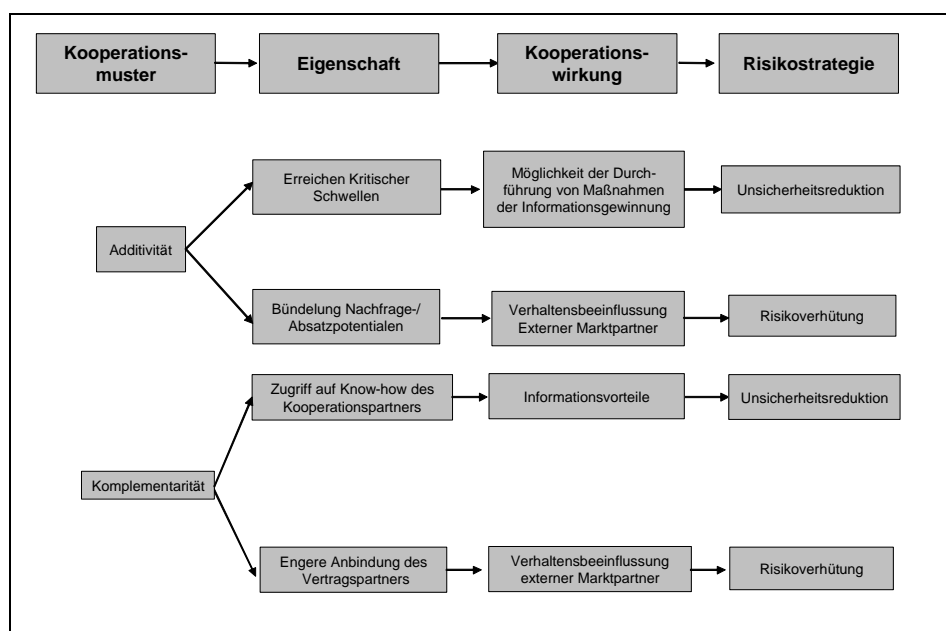 Kooperations-
muster
Eigenschaft
Kooperations-
wirkung
Risikostrategie
Erreichen Kritischer
Schwellen
Möglichkeit der Durch-
führung von Maßnahmen
der Informationsgewinnung
Unsicherheitsreduktion
Additivität
Bündelung Nachfrage-/
Absatzpotentialen
Verhaltensbeeinflussung
Externer Marktpartner
Risikoverhütung
Zugriff auf Know-how des
Kooperationspartners
Informationsvorteile
Unsicherheitsreduktion
Komplementarität
Engere Anbindung des
Vertragspartners
Verhaltensbeeinflussung
externer Marktpartner
Risikoverhütung